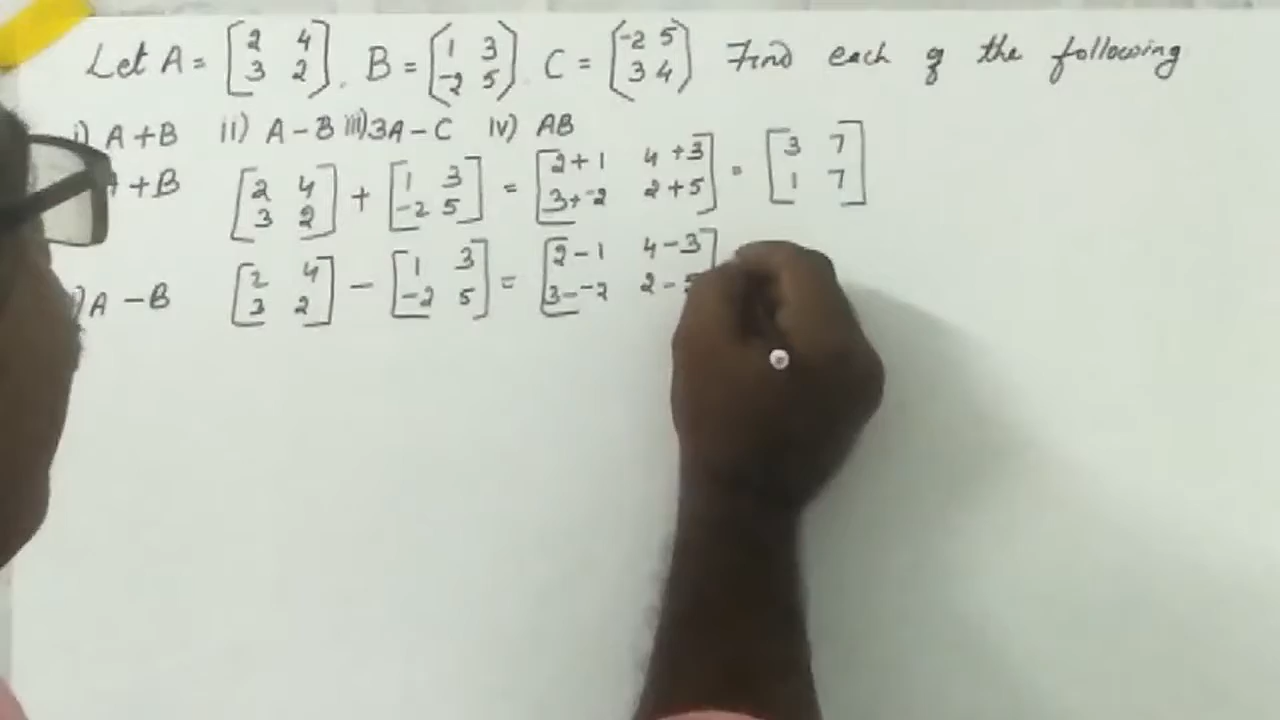 Let A = [2 4 3 2], B = [1 3 -2 5], C = [-2 5 3 4] Find each of the following
i) A+B ii) A-B iii) 3A-C iv) AB
A+B [2 4 3 2] + [1 3 -2 5] = [2+1 4+3 3+-2 2+5] = [3 7 1 7]
A-B [2 4 3 2] - [1 3 -2 5] = [2-1 4-3 3--2 2-5]